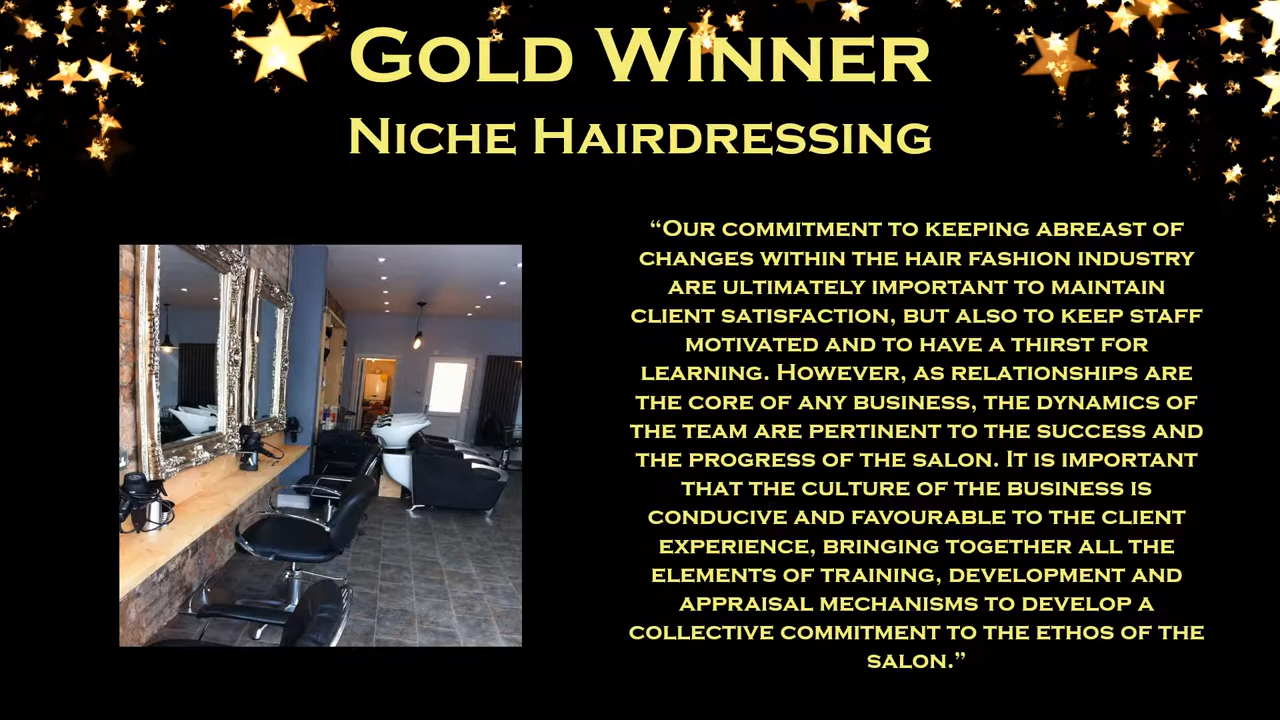 Gold Winner
Niche Hairdressing
“Our commitment to keeping abreast of
changes within the hair fashion industry
are ultimately important to maintain
client satisfaction, but also to keep staff
motivated and to have a thirst for
learning. However, as relationships are
the core of any business, the dynamics of
the team are pertinent to the success and
the progress of the salon. It is important
that the culture of the business is
conducive and favourable to the client
experience, bringing together all the
elements of training, development and
appraisal mechanisms to develop a
collective commitment to the ethos of the
salon.”